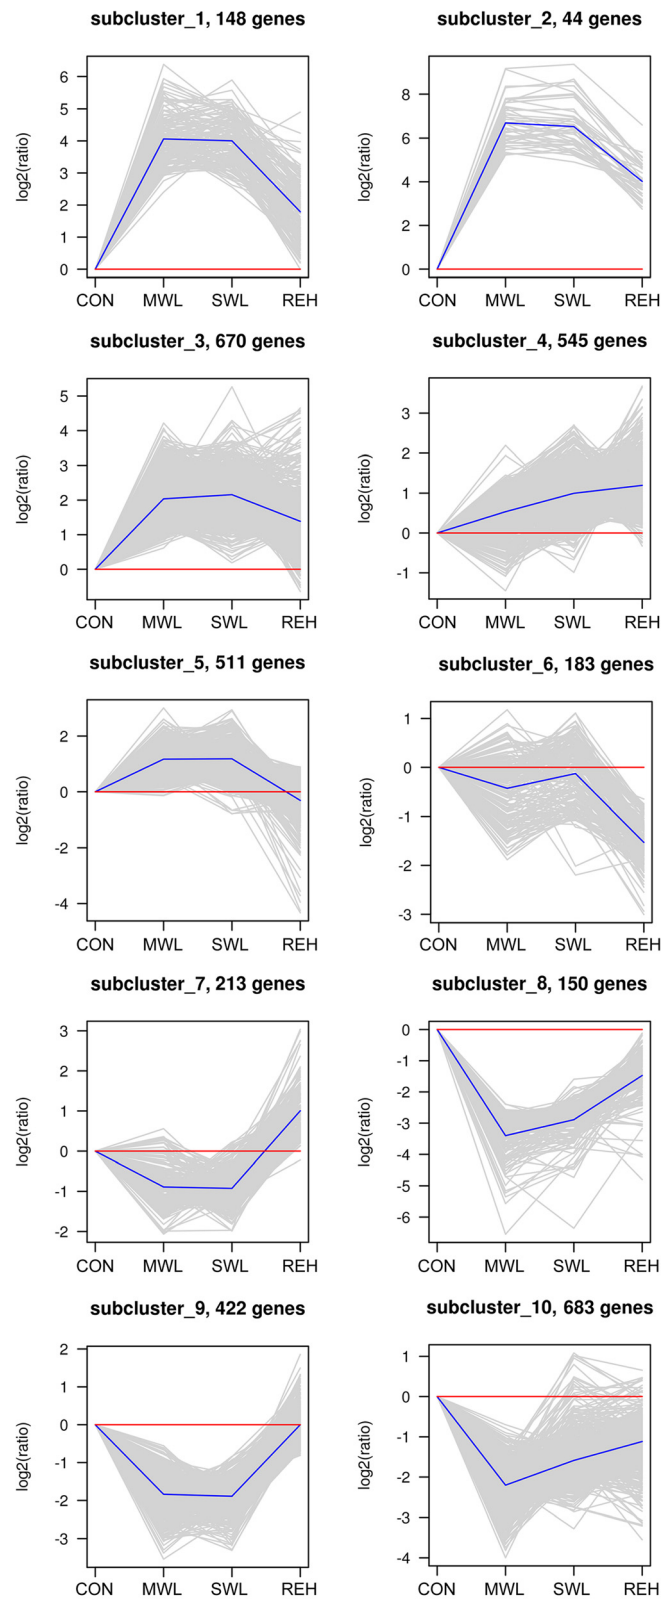 subcluster_1, 148 genes
subcluster_2, 44 genes
log2(ratio)
6
5
4
3
2
1
0
CON MWL SWL REH
log2(ratio)
8
6
4
2
0
CON MWL SWL REH
subcluster_3, 670 genes
subcluster_4, 545 genes
log2(ratio)
5
4
3
2
1
0
CON MWL SWL REH
log2(ratio)
3
2
1
0
-1
CON MWL SWL REH
subcluster_5, 511 genes
subcluster_6, 183 genes
log2(ratio)
2
0
-2
-4
CON MWL SWL REH
log2(ratio)
1
0
-1
-2
-3
CON MWL SWL REH
subcluster_7, 213 genes
subcluster_8, 150 genes
log2(ratio)
3
2
1
0
-1
-2
CON MWL SWL REH
log2(ratio)
0
-1
-2
-3
-4
-5
-6
CON MWL SWL REH
subcluster_9, 422 genes
subcluster_10, 683 genes
log2(ratio)
2
1
0
-1
-2
-3
CON MWL SWL REH
log2(ratio)
1
0
-1
-2
-3
-4
CON MWL SWL REH